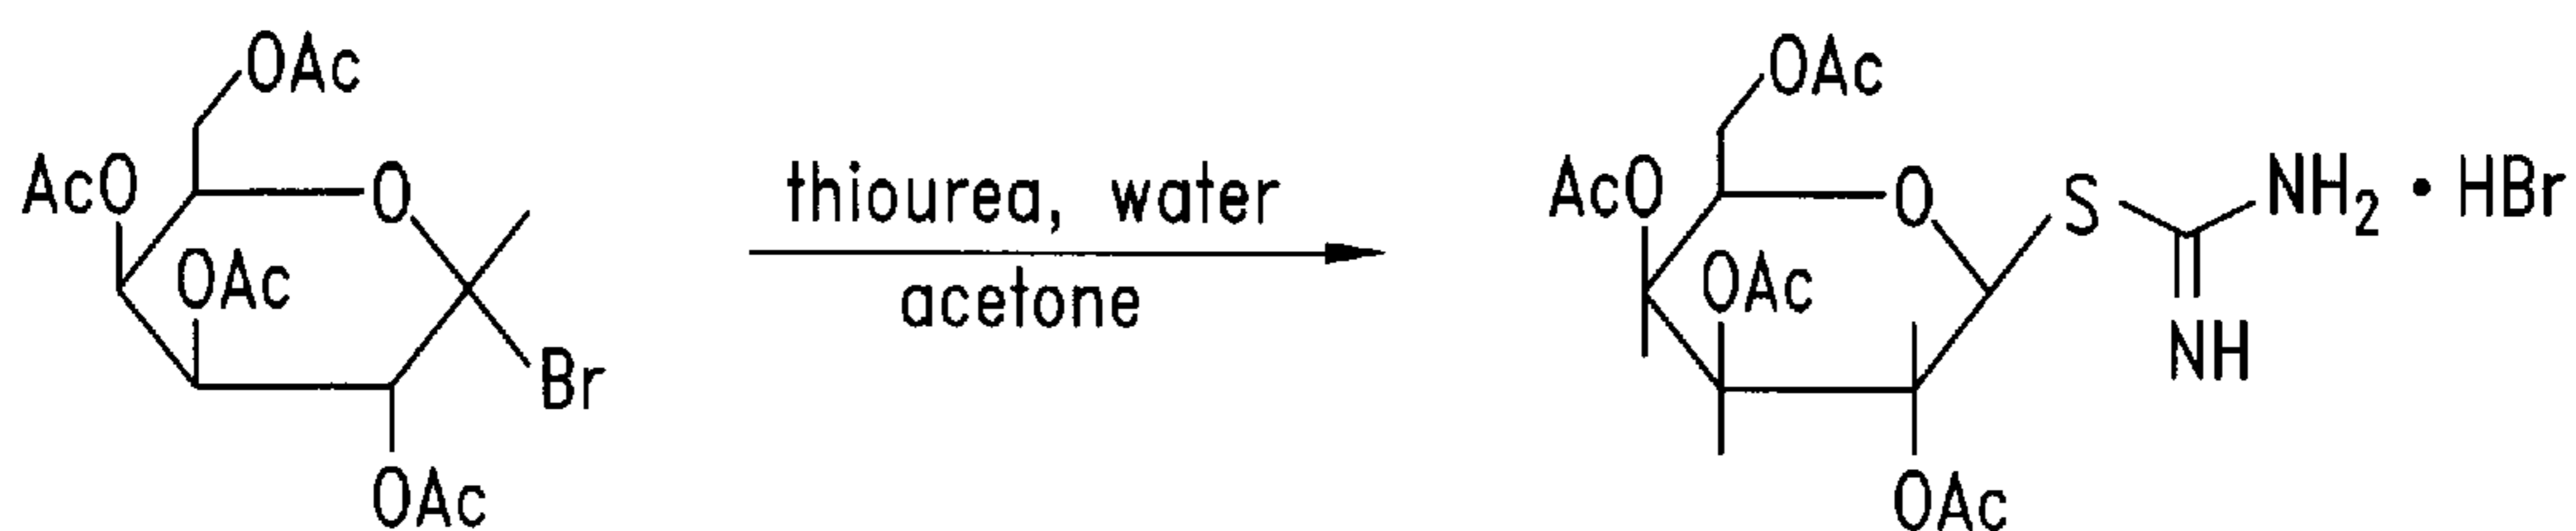 OAc
AcO
O
OAc
Br
OAc
thiourea, water
acetone
OAc
AcO
O
S
NH2 • HBr
OAc
NH
OAc